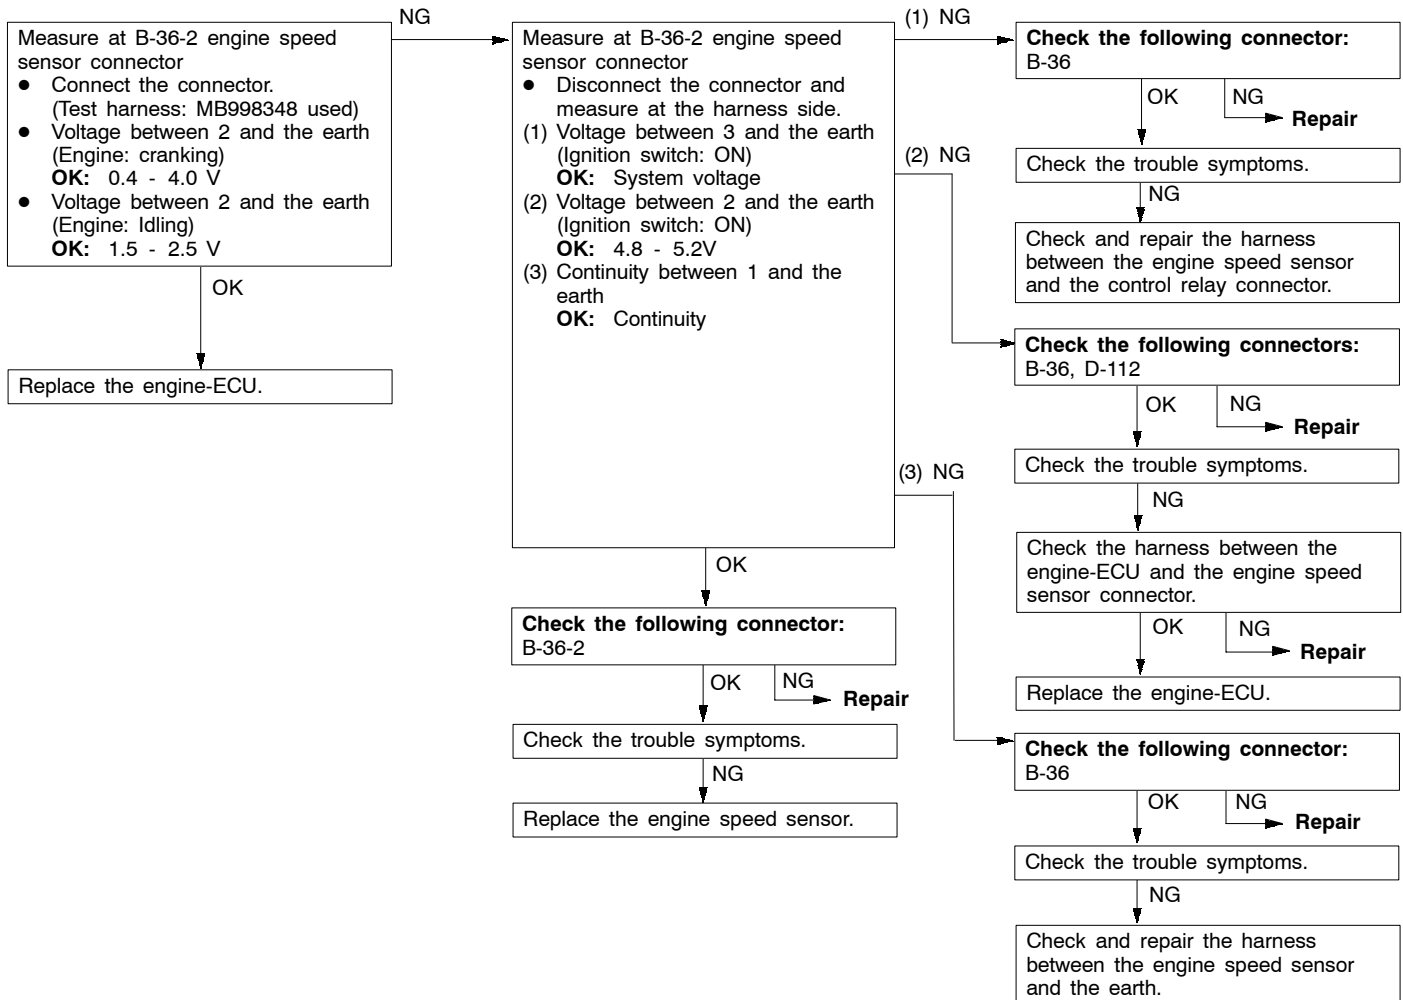 NG
Measure at B-36-2 engine speed
sensor connector
● Connect the connector.
(Test harness: MB998348 used)
● Voltage between 2 and the earth
(Engine: cranking)
OK: 0.4 - 4.0 V
● Voltage between 2 and the earth
(Engine: Idling)
OK: 1.5 - 2.5 V
OK
Replace the engine-ECU.
Measure at B-36-2 engine speed
sensor connector
● Disconnect the connector and
measure at the harness side.
(1) Voltage between 3 and the earth
(Ignition switch: ON)
OK: System voltage
(2) Voltage between 2 and the earth
(Ignition switch: ON)
OK: 4.8 - 5.2V
(3) Continuity between 1 and the
earth
OK: Continuity
OK
Check the following connector:
B-36-2
OK
NG
Repair
Check the trouble symptoms.
NG
Replace the engine speed sensor.
(1) NG
Check the following connector:
B-36
OK
NG
Repair
Check the trouble symptoms.
NG
Check and repair the harness
between the engine speed sensor
and the control relay connector.
(2) NG
Check the following connectors:
B-36, D-112
OK
NG
Repair
Check the trouble symptoms.
NG
Check the harness between the
engine-ECU and the engine speed
sensor connector.
OK
NG
Repair
Replace the engine-ECU.
(3) NG
Check the following connector:
B-36
OK
NG
Repair
Check the trouble symptoms.
NG
Check and repair the harness
between the engine speed sensor
and the earth.